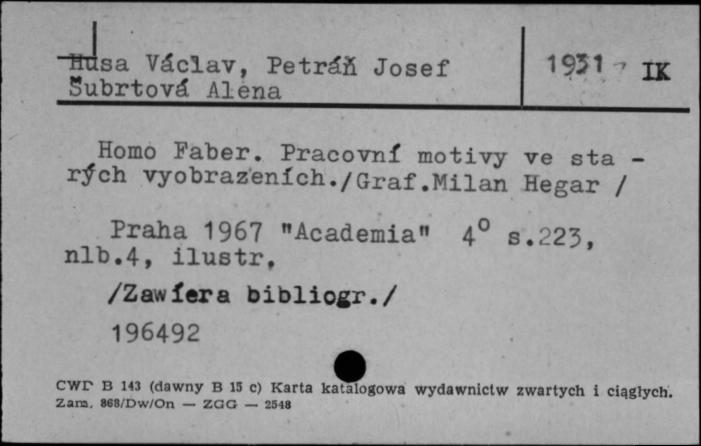 Husa Václav, Petráň Josef
Šubrtová Alena
1931 IK
Homo Faber. Pracovní motivy ve sta -
rých vyobrazeních./Graf.Milan Hegar /
Praha 1967 "Academia" 4° s.223,
nlb.4, ilustr.
/Zawiera bibliogr./
196492
CWD B 143 (dawny B 15 c) Karta katalogowa wydawnictw zwartych i ciągłych.
Zam. 868/Dw/On — ZGG — 2548